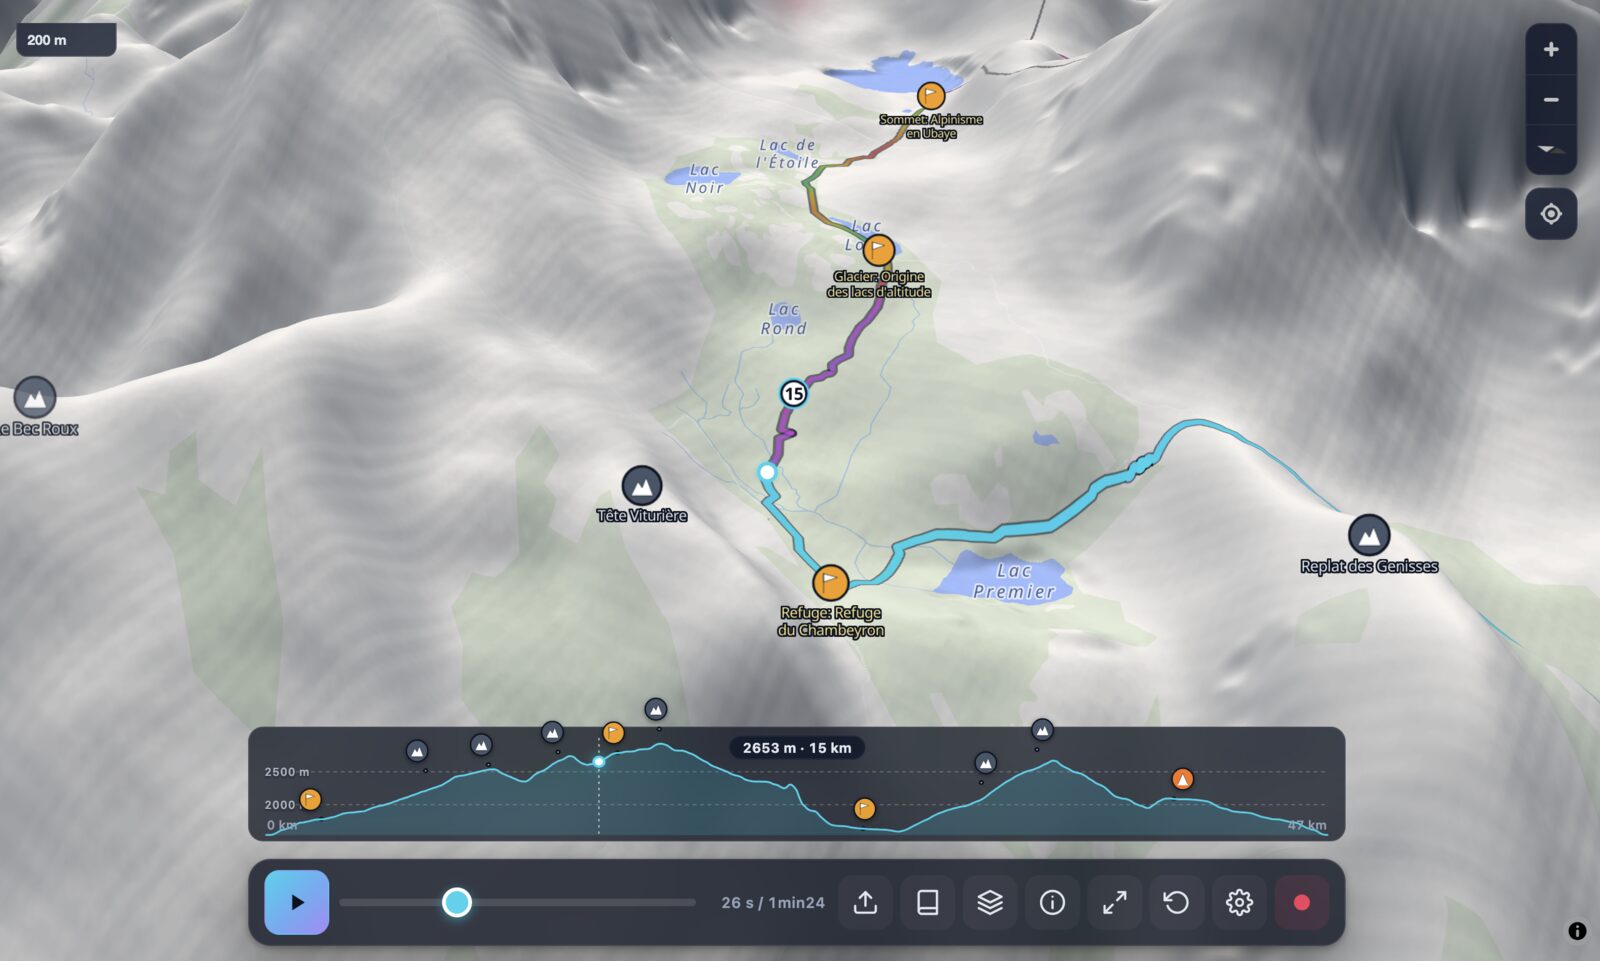 200 m
Sommet: Alpinisme
en Ubaye
Lac de
l'Étoile
Lac
Noir
Lac
Glacier: Origine
des lacs d'altitude
Lac
Rond
15
e Bec Roux
Tête Viturière
Replat des Genisses
Lac
Premier
Refuge: Refuge
du Chambeyron
2653 m · 15 km
2500 m
2000
0 km
47 km
26 s / 1min24